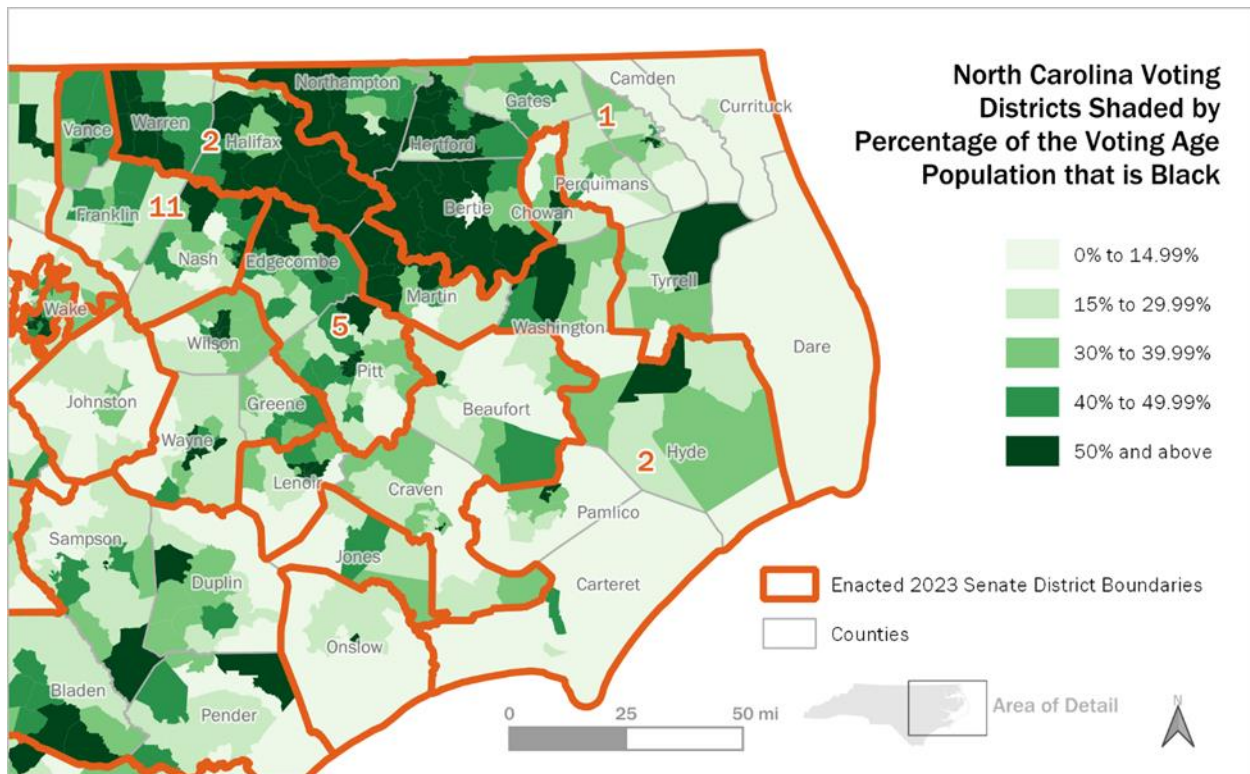 North Carolina Voting
Districts Shaded by
Percentage of the Voting Age
Population that is Black
0% to 14.99%
15% to 29.99%
30% to 39.99%
40% to 49.99%
50% and above
Enacted 2023 Senate District Boundaries
Counties
Area of Detail
N
0 25 50 mi
Northampton
Camden
Currituck
Gates
1
Vance
Warren
2
Halifax
Hertford
Perquimans
Franklin
11
Bertie
Chowan
Nash
Edgecombe
Tyrrell
Martin
Wake
Washington
5
Wilson
Dare
Pitt
Johnston
Greene
Beaufort
Wayne
2
Hyde
Lenoir
Craven
Pamlico
Sampson
Jones
Duplin
Carteret
Onslow
Bladen
Pender